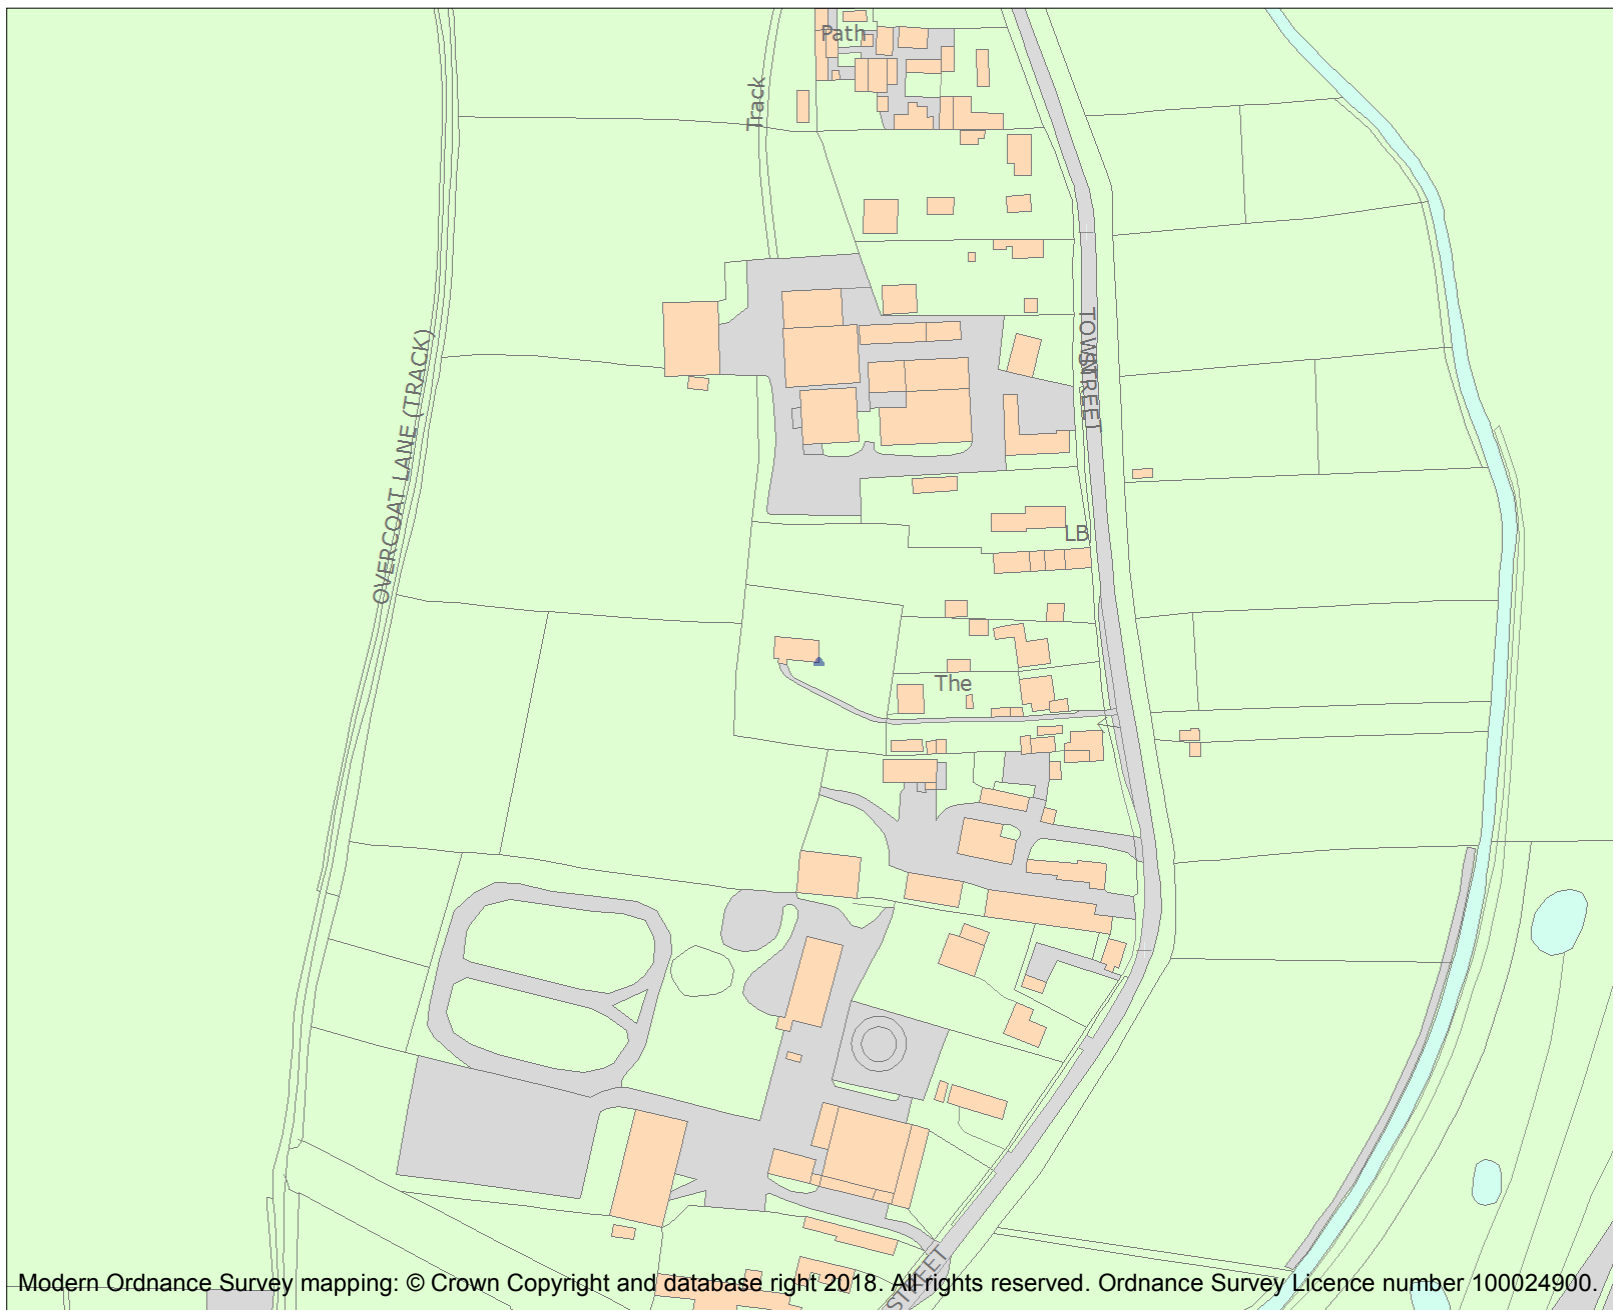 Path
Track
TOWN STREET
OVERCOAT LANE (TRACK)
LB
The
STREET
Modern Ordnance Survey mapping: © Crown Copyright and database right 2018. All rights reserved. Ordnance Survey Licence number 100024900.